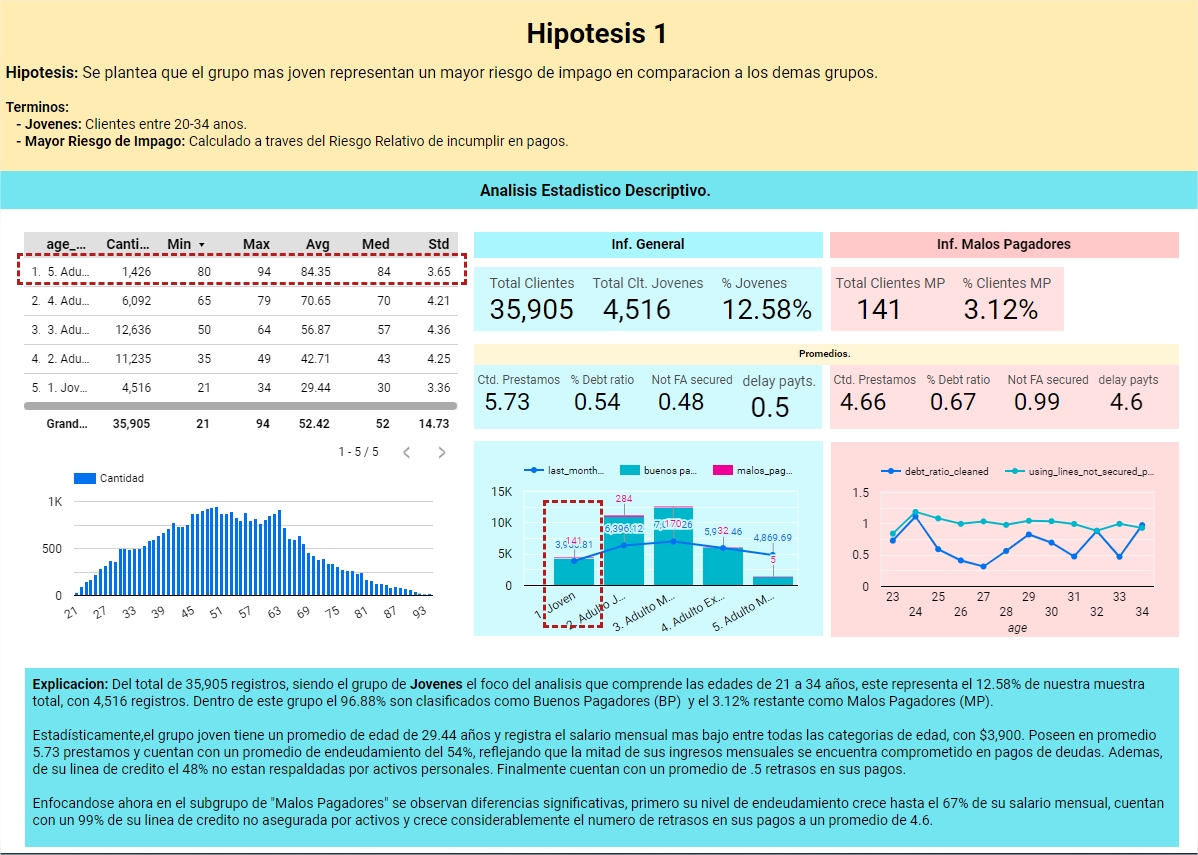 Hipotesis 1
Hipotesis: Se plantea que el grupo mas joven representan un mayor riesgo de impago en comparacion a los demas grupos.
Terminos:
- Jovenes: Clientes entre 20-34 anos.
- Mayor Riesgo de Impago: Calculado a traves del Riesgo Relativo de incumplir en pagos.
Analisis Estadistico Descriptivo.
age_... Canti... Min Max Avg Med Std
1. 5. Adu... 1,426 80 94 84.35 84 3.65
2. 4. Adu... 6,092 65 79 70.65 70 4.21
3. 3. Adu... 12,636 50 64 56.87 57 4.36
4. 2. Adu... 11,235 35 49 42.71 43 4.25
5. 1. Jov... 4,516 21 34 29.44 30 3.36
Grand... 35,905 21 94 52.42 52 14.73
1 - 5 / 5
Cantidad
1K
500
0
21 27 33 39 45 51 57 63 69 75 81 87 93
Inf. General
Total Clientes Total Clt. Jovenes % Jovenes
35,905 4,516 12.58%
Inf. Malos Pagadores
Total Clientes MP % Clientes MP
141 3.12%
Promedios.
Ctd. Prestamos % Debt ratio Not FA secured delay payts.
5.73 0.54 0.48 0.5
Ctd. Prestamos % Debt ratio Not FA secured delay payts
4.66 0.67 0.99 4.6
last_month... buenos pa... malos_pag...
15K
10K
5K
0
284
141
170
32
5
4,869.69
1. Joven 2. Adulto J... 3. Adulto M... 4. Adulto Ex... 5. Adulto M...
debt_ratio_cleaned using_lines_not_secured_p...
1.5
1
0.5
0
23 25 27 29 31 33
24 26 28 30 32 34
age
Explicacion: Del total de 35,905 registros, siendo el grupo de Jovenes el foco del analisis que comprende las edades de 21 a 34 años, este representa el 12.58% de nuestra muestra
total, con 4,516 registros. Dentro de este grupo el 96.88% son clasificados como Buenos Pagadores (BP) y el 3.12% restante como Malos Pagadores (MP).
Estadísticamente,el grupo joven tiene un promedio de edad de 29.44 años y registra el salario mensual mas bajo entre todas las categorias de edad, con $3,900. Poseen en promedio
5.73 prestamos y cuentan con un promedio de endeudamiento del 54%, reflejando que la mitad de sus ingresos mensuales se encuentra comprometido en pagos de deudas. Ademas,
de su linea de credito el 48% no estan respaldadas por activos personales. Finalmente cuentan con un promedio de .5 retrasos en sus pagos.
Enfocandose ahora en el subgrupo de "Malos Pagadores" se observan diferencias significativas, primero su nivel de endeudamiento crece hasta el 67% de su salario mensual, cuentan
con un 99% de su linea de credito no asegurada por activos y crece considerablemente el numero de retrasos en sus pagos a un promedio de 4.6.